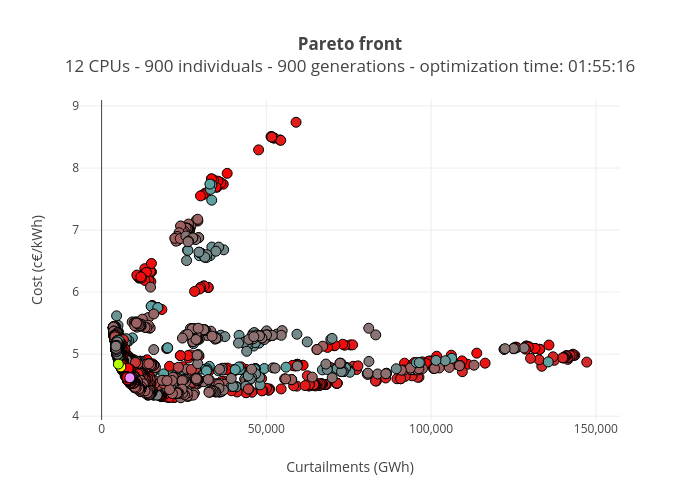 Pareto front
12 CPUs - 900 individuals - 900 generations - optimization time: 01:55:16
9
8
7
6
5
4
Cost (c€/kWh)
0
50,000
100,000
150,000
Curtailments (GWh)